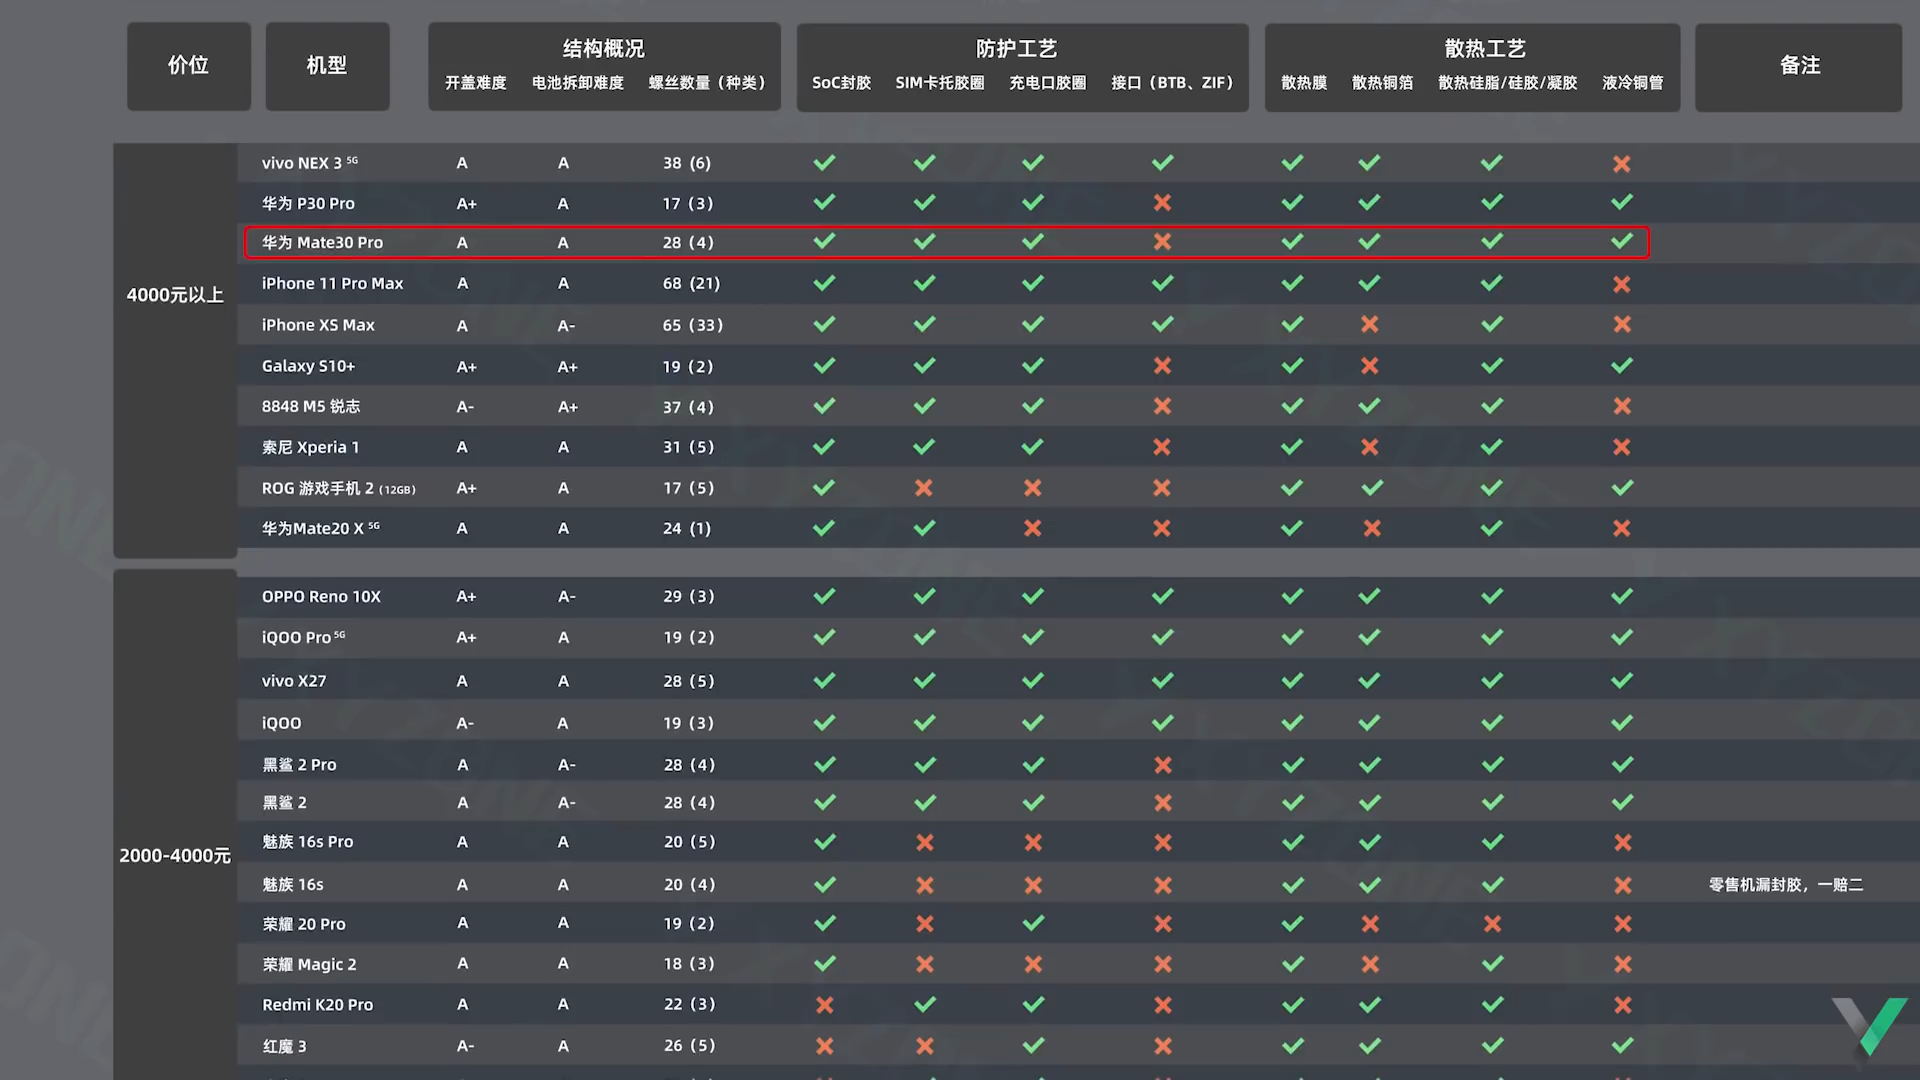 价位 机型 结构概况 防护工艺 散热工艺 备注
开盖难度 电池拆卸难度 螺丝数量（种类） SoC封胶 SIM卡托胶圈 充电口胶圈 接口（BTB、ZIF） 散热膜 散热铜箔 散热硅脂/硅胶/凝胶 液冷铜管
4000元以上
vivo NEX 3 5G A A 38 (6) ✓ ✓ ✓ ✓ ✓ ✓ ✓ ✗
华为 P30 Pro A+ A 17 (3) ✓ ✓ ✓ ✗ ✓ ✓ ✓ ✓
华为 Mate30 Pro A A 28 (4) ✓ ✓ ✓ ✗ ✓ ✓ ✓ ✓
iPhone 11 Pro Max A A 68 (21) ✓ ✓ ✓ ✓ ✓ ✓ ✓ ✗
iPhone XS Max A A- 65 (33) ✓ ✓ ✓ ✓ ✓ ✗ ✓ ✗
Galaxy S10+ A+ A+ 19 (2) ✓ ✓ ✓ ✗ ✓ ✗ ✓ ✓
8848 M5 锐志 A- A+ 37 (4) ✓ ✓ ✓ ✗ ✓ ✓ ✓ ✗
索尼 Xperia 1 A A 31 (5) ✓ ✓ ✓ ✗ ✓ ✗ ✓ ✗
ROG 游戏手机 2 (12GB) A+ A 17 (5) ✓ ✗ ✗ ✗ ✓ ✓ ✓ ✓
华为Mate20 X 5G A A 24 (1) ✓ ✓ ✗ ✗ ✓ ✗ ✓ ✗
2000-4000元
OPPO Reno 10X A+ A- 29 (3) ✓ ✓ ✓ ✓ ✓ ✓ ✓ ✓
iQOO Pro 5G A+ A 19 (2) ✓ ✓ ✓ ✓ ✓ ✓ ✓ ✓
vivo X27 A A 28 (5) ✓ ✓ ✓ ✓ ✓ ✓ ✓ ✓
iQOO A- A 19 (3) ✓ ✓ ✓ ✓ ✓ ✓ ✓ ✓
黑鲨 2 Pro A A- 28 (4) ✓ ✓ ✓ ✗ ✓ ✓ ✓ ✓
黑鲨 2 A A- 28 (4) ✓ ✓ ✓ ✗ ✓ ✓ ✓ ✓
魅族 16s Pro A A 20 (5) ✓ ✗ ✗ ✗ ✓ ✓ ✓ ✗
魅族 16s A A 20 (4) ✓ ✗ ✗ ✗ ✓ ✓ ✓ ✗ 零售机漏封胶，一赔二
荣耀 20 Pro A A 19 (2) ✓ ✗ ✓ ✗ ✓ ✗ ✗ ✗
荣耀 Magic 2 A A 18 (3) ✓ ✗ ✗ ✗ ✓ ✗ ✓ ✗
Redmi K20 Pro A A 22 (3) ✗ ✓ ✓ ✗ ✓ ✓ ✓ ✗
红魔 3 A- A 26 (5) ✗ ✗ ✓ ✗ ✓ ✓ ✓ ✓